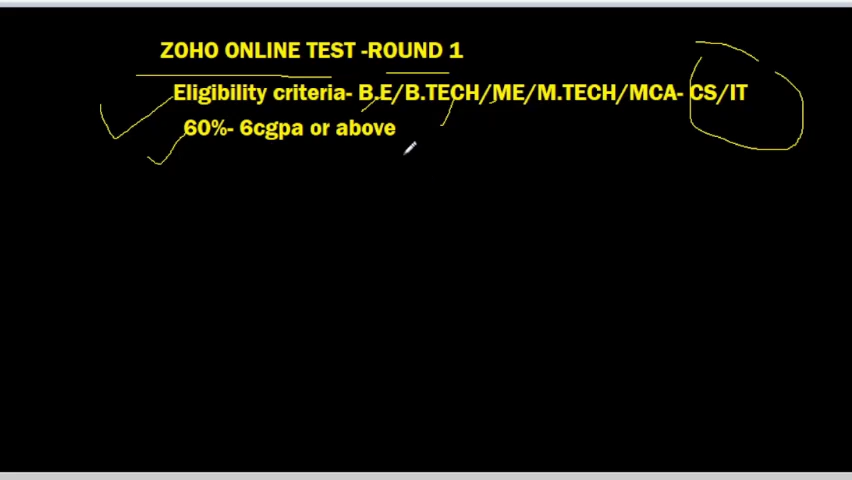 ZOHO ONLINE TEST -ROUND 1
Eligibility criteria- B.E/B.TECH/ME/M.TECH/MCA- CS/IT
60%- 6cgpa or above